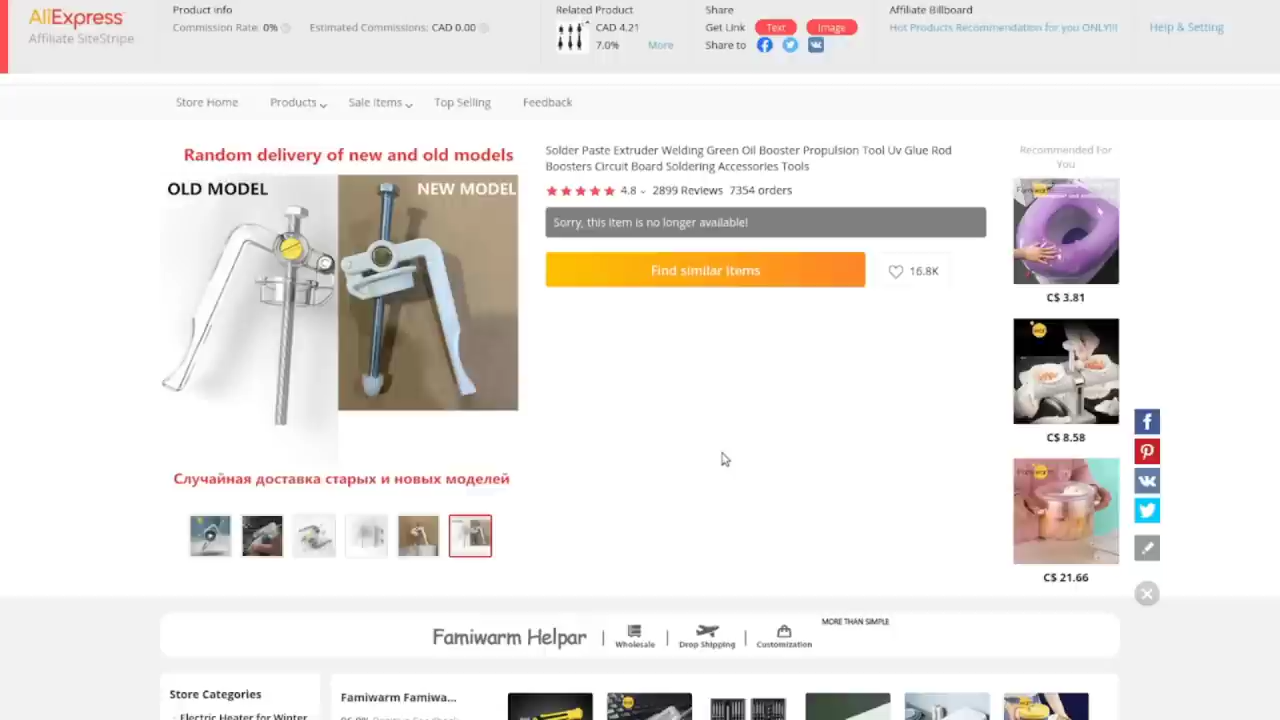 AliExpress
Affiliate SiteStripe
Product info
Commission Rate: 0%
Estimated Commissions: CAD 0.00
Related Product
CAD 4.21
7.0%
More
Share
Get Link
Text
Image
Share to
Affiliate Billboard
Hot Products Recommendation for you ONLY!!!
Help & Setting
Store Home
Products
Sale Items
Top Selling
Feedback
Random delivery of new and old models
OLD MODEL
NEW MODEL
Случайная доставка старых и новых моделей
Solder Paste Extruder Welding Green Oil Booster Propulsion Tool Uv Glue Rod
Boosters Circuit Board Soldering Accessories Tools
4.8
2899 Reviews
7354 orders
Sorry, this item is no longer available!
Find similar items
16.8K
Recommended For
You
C$ 3.81
C$ 8.58
C$ 21.66
Famiwarm Helpar
Wholesale
Drop Shipping
Customization
MORE THAN SIMPLE
Store Categories
Electric Heater for Winter
Famiwarm Famiwa...